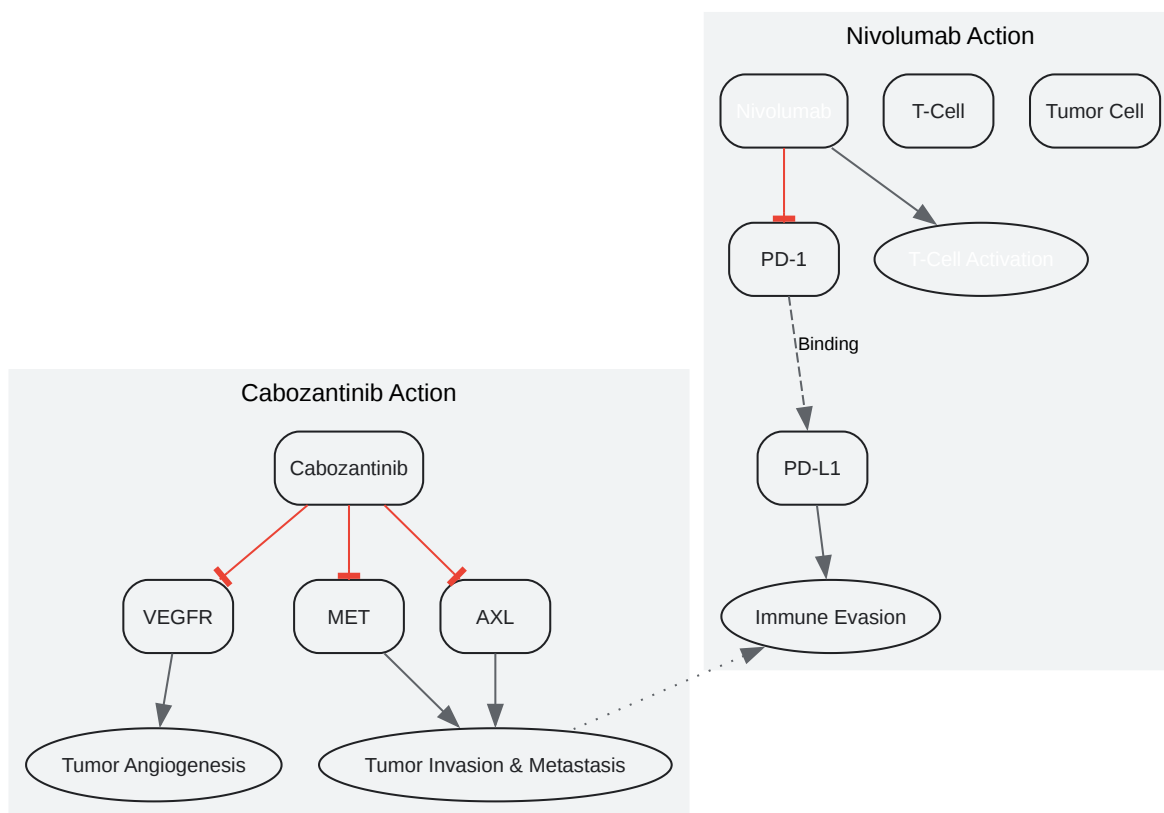 Nivolumab Action
Nivolumab
T-Cell
Tumor Cell
PD-1
T-Cell Activation
Binding
Cabozantinib Action
Cabozantinib
PD-L1
VEGFR
MET
AXL
Immune Evasion
Tumor Angiogenesis
Tumor Invasion & Metastasis